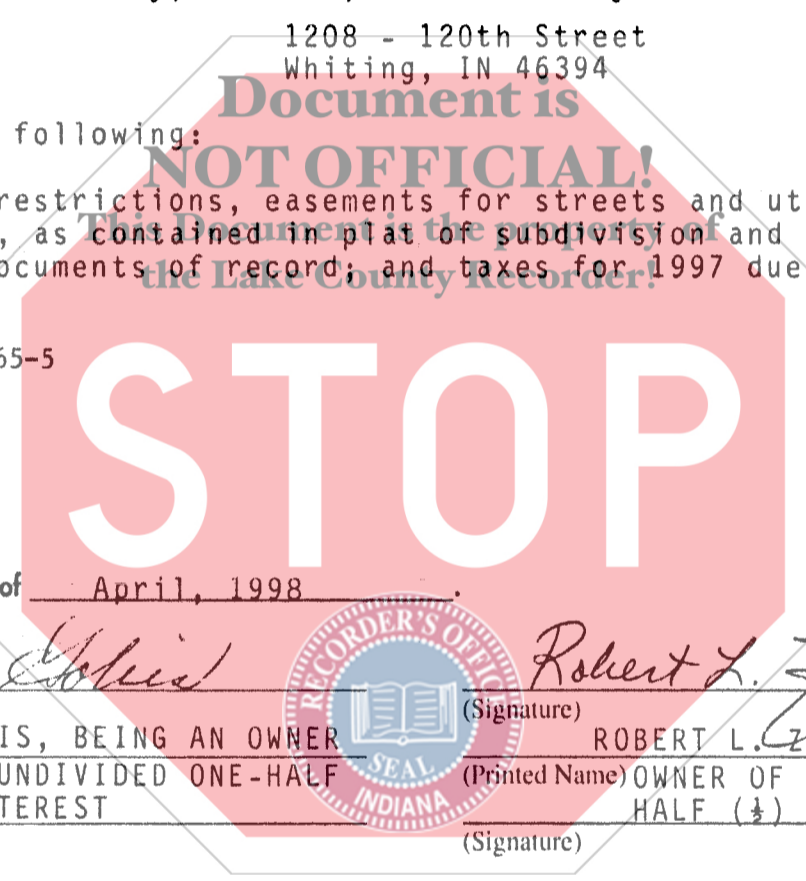 1208 - 120th Street
Whiting, IN 46394
Document is
following:
NOT OFFICIAL!
restrictions, easements for streets and ut
, as contained in plat of subdivision and
This Document is the property of
ocuments of record; and taxes for 1997 due
the Lake County Recorder!
65-5
STOP
of April, 1998.
RECORDER'S OFFICE
SEAL
INDIANA
Robert L.
(Signature)
IS, BEING AN OWNER
ROBERT L.
UNDIVIDED ONE-HALF
(Printed Name) OWNER OF
TEREST
HALF (½)
(Signature)